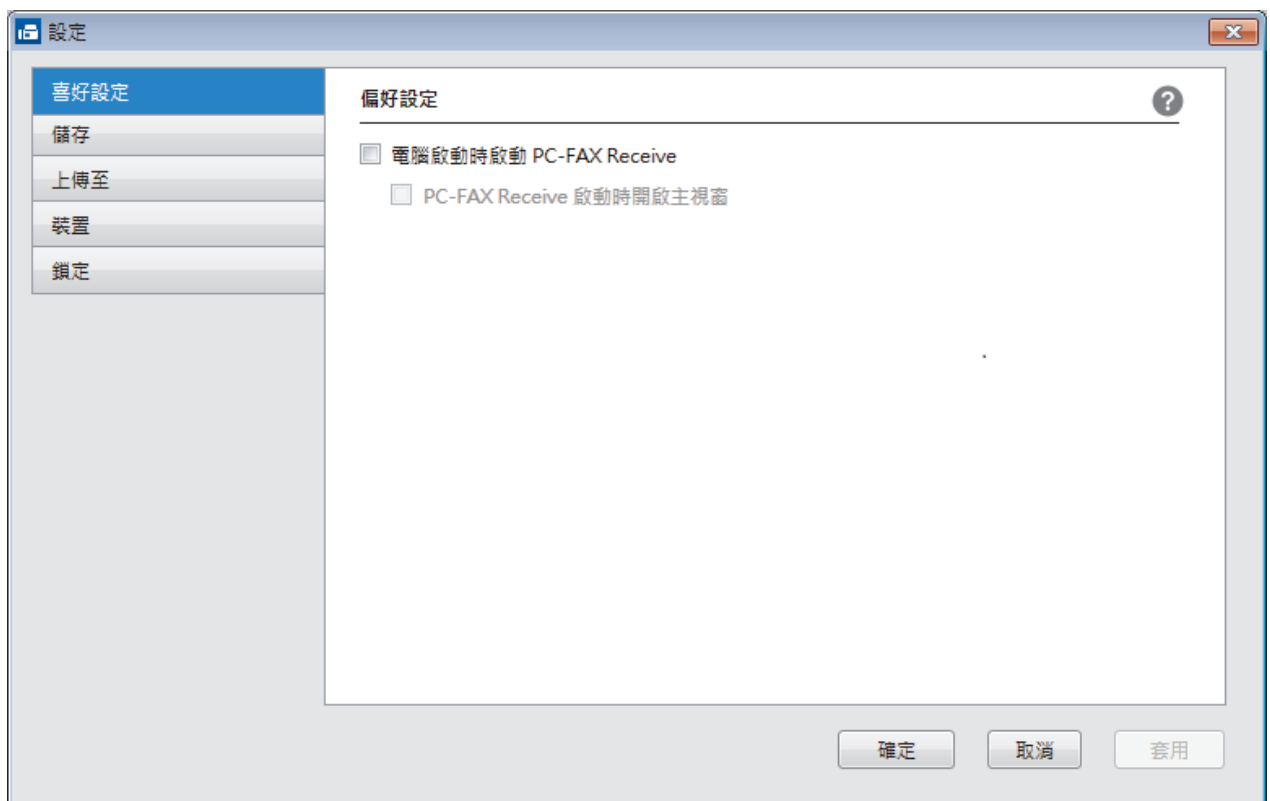 設定
喜好設定
儲存
上傳至
裝置
鎖定
偏好設定
?
電腦啟動時啟動 PC-FAX Receive
PC-FAX Receive 啟動時開啟主視窗
確定
取消
套用